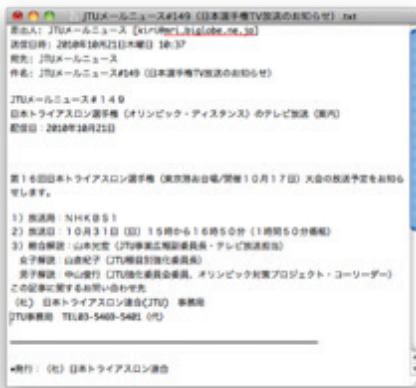 JTUメールニュース#149（日本選手権TV放送のお知らせ）.txt
差出人: JTUメールニュース [kiru@mri.biglobe.ne.jp]
送信日時: 2010年10月21日木曜日 10:37
宛先: JTUメールニュース
件名: JTUメールニュース#149（日本選手権TV放送のお知らせ）
JTUメールニュース＃１４９
日本トライアスロン選手権（オリンピック・ディスタンス）のテレビ放送（案内）
配信日：2010年10月21日
第１６回日本トライアスロン選手権（東京港お台場/開催１０月１７日）大会の放送予定をお知らせします。
1）放送局：ＮＨＫＢＳ１
2）放送日：１０月３１日（日）１５時から１６時５０分（１時間５０分番組）
3）総合解説：山本光宏（JTU事業広報副委員長・テレビ放送担当）
女子解説：山倉紀子（JTU種目別強化委員）
男子解説：中山俊行（JTU強化委員会委員、オリンピック対策プロジェクト・コーリーダー）
この記事に関するお問い合わせ先
（社）日本トライアスロン連合(JTU) 事務局
JTU事務局 TEL03-5469-5401（代）
◆発行：（社）日本トライアスロン連合